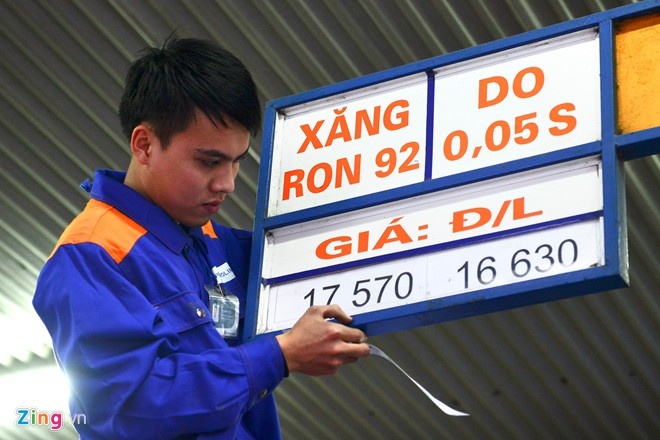 XĂNG
RON 92
DO
0,05 S
GIÁ: Đ/L
17 570
16 630
Zing.vn